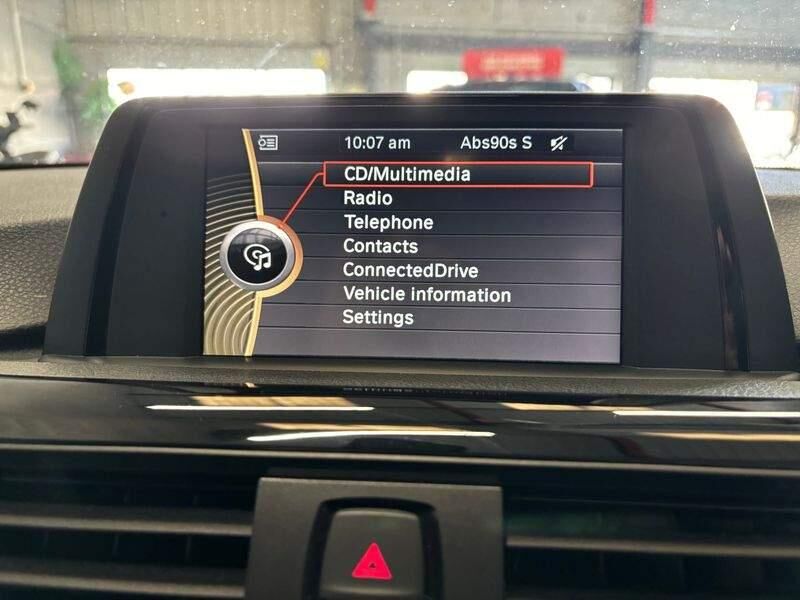 10:07 am Abs90s S
CD/Multimedia
Radio
Telephone
Contacts
ConnectedDrive
Vehicle information
Settings